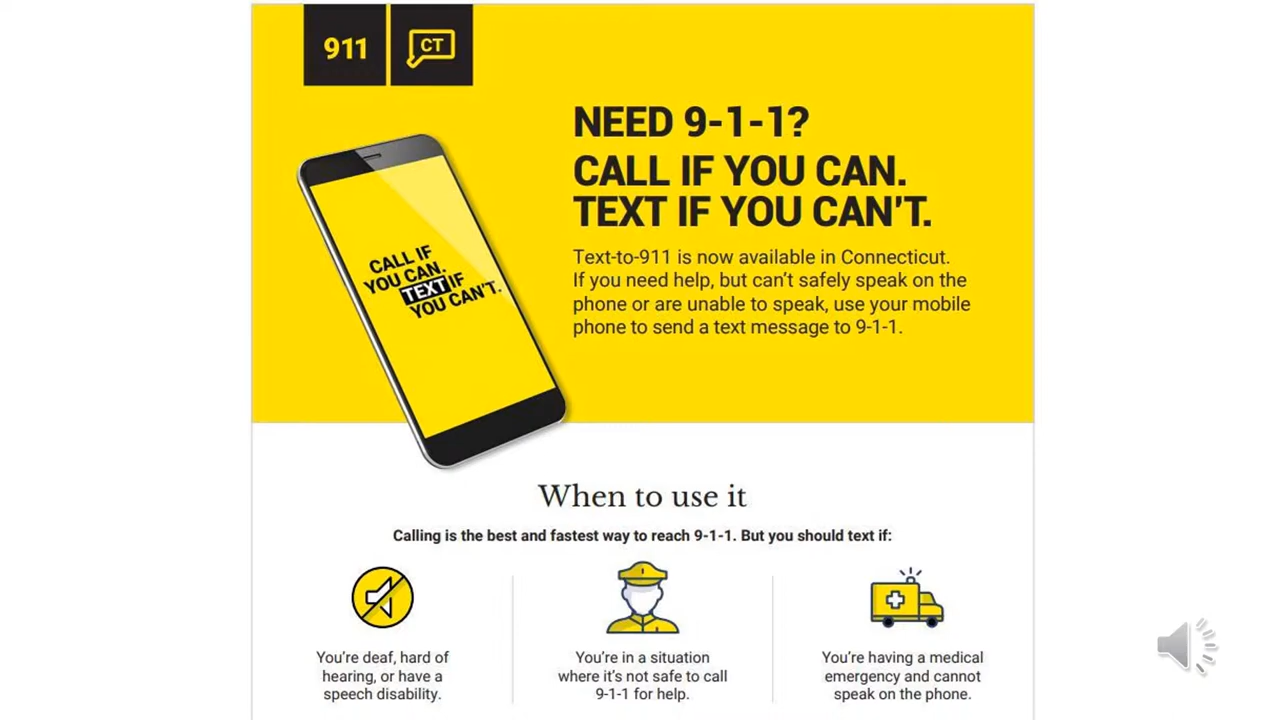 911
CT
NEED 9-1-1?
CALL IF YOU CAN.
TEXT IF YOU CAN'T.
Text-to-911 is now available in Connecticut.
If you need help, but can't safely speak on the
phone or are unable to speak, use your mobile
phone to send a text message to 9-1-1.
CALL IF
YOU CAN.
TEXT IF
YOU CAN'T.
When to use it
Calling is the best and fastest way to reach 9-1-1. But you should text if:
You're deaf, hard of
hearing, or have a
speech disability.
You're in a situation
where it's not safe to call
9-1-1 for help.
You're having a medical
emergency and cannot
speak on the phone.